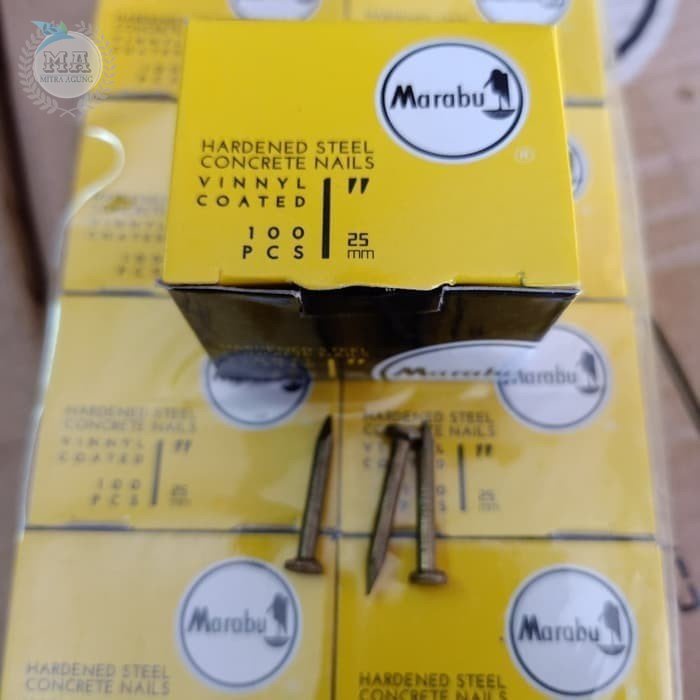 MA
MITRA AGUNG
Marabu
®
HARDENED STEEL
CONCRETE NAILS
VINNYL
COATED
1"
100
PCS
25
mm
Marabu
Marabu
HARDENED STEEL
CONCRETE NAILS
VINNYL
COATED
1"
100
PCS
25
mm
HARDENED STEEL
CONCRETE NAILS
VINNYL
"
25
mm
Marabu
HARDENED STEEL
CONCRETE NAILS
Marabu
HARDENED STEEL
CONCRETE NAILS